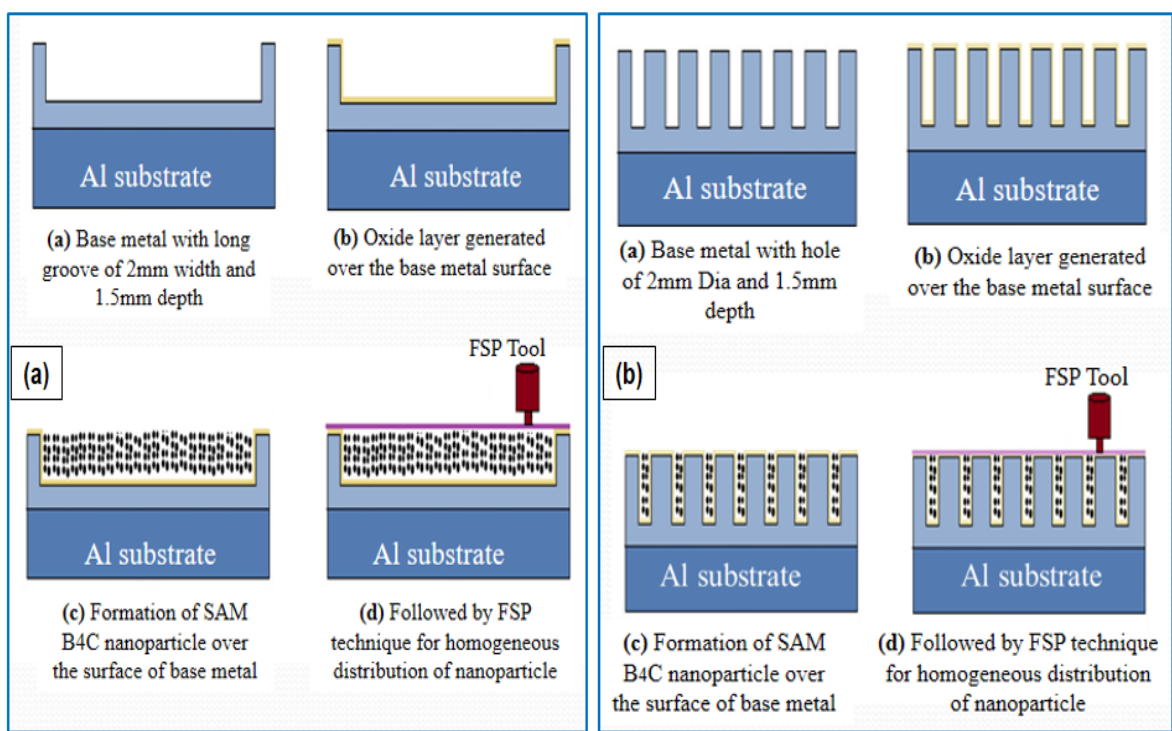 Al substrate
Al substrate
(a) Base metal with long
groove of 2mm width and
1.5mm depth
(b) Oxide layer generated
over the base metal surface
(a)
FSP Tool
Al substrate
Al substrate
(c) Formation of SAM
B4C nanoparticle over
the surface of base metal
(d) Followed by FSP
technique for homogeneous
distribution of nanoparticle
Al substrate
Al substrate
(a) Base metal with hole
of 2mm Dia and 1.5mm
depth
(b) Oxide layer generated
over the base metal surface
(b)
FSP Tool
Al substrate
Al substrate
(c) Formation of SAM
B4C nanoparticle over
the surface of base metal
(d) Followed by FSP technique
for homogeneous distribution
of nanoparticle